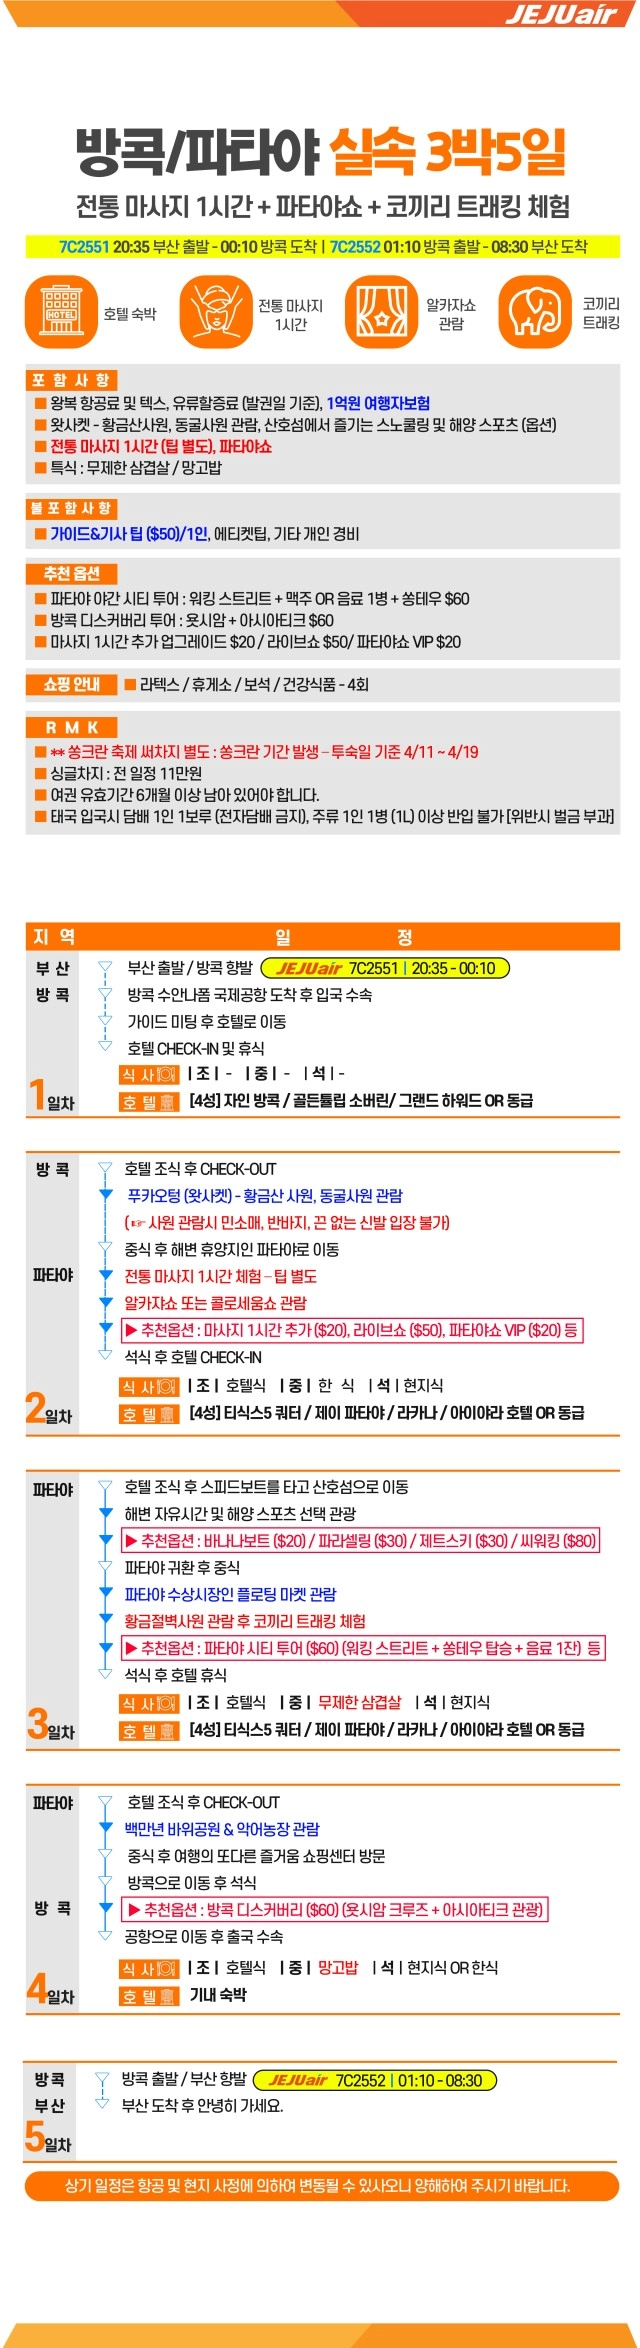 JEJUair
방콕/파타야 실속 3박5일
전통 마사지 1시간 + 파타야쇼 + 코끼리 트래킹 체험
7C2551 20:35 부산 출발 - 00:10 방콕 도착 | 7C2552 01:10 방콕 출발 - 08:30 부산 도착
HOTEL
호텔 숙박
전통 마사지
1시간
알카자쇼
관람
코끼리
트래킹
포 함 사 항
왕복 항공료 및 텍스, 유류할증료 (발권일 기준), 1억원 여행자보험
왓사켓 - 황금산사원, 동굴사원 관람, 산호섬에서 즐기는 스노쿨링 및 해양 스포츠 (옵션)
전통 마사지 1시간 (팁 별도), 파타야쇼
특식 : 무제한 삼겹살 / 망고밥
불 포 함 사 항
가이드&기사 팁 ($50)/1인, 에티켓팁, 기타 개인 경비
추천 옵션
파타야 야간 시티 투어 : 워킹 스트리트 + 맥주 OR 음료 1병 + 쏭테우 $60
방콕 디스커버리 투어 : 욧시암 + 아시아티크 $60
마사지 1시간 추가 업그레이드 $20 / 라이브쇼 $50/ 파타야쇼 VIP $20
쇼핑 안내
라텍스 / 휴게소 / 보석 / 건강식품 - 4회
R M K
** 쏭크란 축제 써차지 별도 : 쏭크란 기간 발생 – 투숙일 기준 4/11 ~ 4/19
싱글차지 : 전 일정 11만원
여권 유효기간 6개월 이상 남아 있어야 합니다.
태국 입국시 담배 1인 1보루 (전자담배 금지), 주류 1인 1병 (1L) 이상 반입 불가 [위반시 벌금 부과]
지 역 일 정
부 산 부산 출발 / 방콕 향발 JEJUair 7C2551 | 20:35 - 00:10
방 콕 방콕 수안나폼 국제공항 도착 후 입국 수속
가이드 미팅 후 호텔로 이동
호텔 CHECK-IN 및 휴식
식 사 | 조 | - | 중 | - | 석 | -
1일차 호 텔 [4성] 자인 방콕 / 골든튤립 소버린/ 그랜드 하워드 OR 동급
방 콕 호텔 조식 후 CHECK-OUT
푸카오텅 (왓사켓) - 황금산 사원, 동굴사원 관람
(☞ 사원 관람시 민소매, 반바지, 끈 없는 신발 입장 불가)
중식 후 해변 휴양지인 파타야로 이동
파타야
전통 마사지 1시간 체험 – 팁 별도
알카쟈쇼 또는 콜로세움쇼 관람
▶ 추천옵션 : 마사지 1시간 추가 ($20), 라이브쇼 ($50), 파타야쇼 VIP ($20) 등
석식 후 호텔 CHECK-IN
식 사 | 조 | 호텔식 | 중 | 한 식 | 석 | 현지식
2일차 호 텔 [4성] 티식스5 쿼터 / 제이 파타야 / 라카나 / 아이야라 호텔 OR 동급
파타야 호텔 조식 후 스피드보트를 타고 산호섬으로 이동
해변 자유시간 및 해양 스포츠 선택 관광
▶ 추천옵션 : 바나나보트 ($20) / 파라셀링 ($30) / 제트스키 ($30) / 씨워킹 ($80)
파타야 귀환 후 중식
파타야 수상시장인 플로팅 마켓 관람
황금절벽사원 관람 후 코끼리 트래킹 체험
▶ 추천옵션 : 파타야 시티 투어 ($60) (워킹 스트리트 + 쏭테우 탑승 + 음료 1잔) 등
석식 후 호텔 휴식
식 사 | 조 | 호텔식 | 중 | 무제한 삼겹살 | 석 | 현지식
3일차 호 텔 [4성] 티식스5 쿼터 / 제이 파타야 / 라카나 / 아이야라 호텔 OR 동급
파타야 호텔 조식 후 CHECK-OUT
백만년 바위공원 & 악어농장 관람
중식 후 여행의 또다른 즐거움 쇼핑센터 방문
방콕으로 이동 후 석식
방 콕 ▶ 추천옵션 : 방콕 디스커버리 ($60) (욧시암 크루즈 + 아시아티크 관광)
공항으로 이동 후 출국 수속
식 사 | 조 | 호텔식 | 중 | 망고밥 | 석 | 현지식 OR 한식
4일차 호 텔 기내 숙박
방 콕 방콕 출발 / 부산 향발 JEJUair 7C2552 | 01:10 - 08:30
부 산 부산 도착 후 안녕히 가세요.
5일차
상기 일정은 항공 및 현지 사정에 의하여 변동될 수 있사오니 양해하여 주시기 바랍니다.